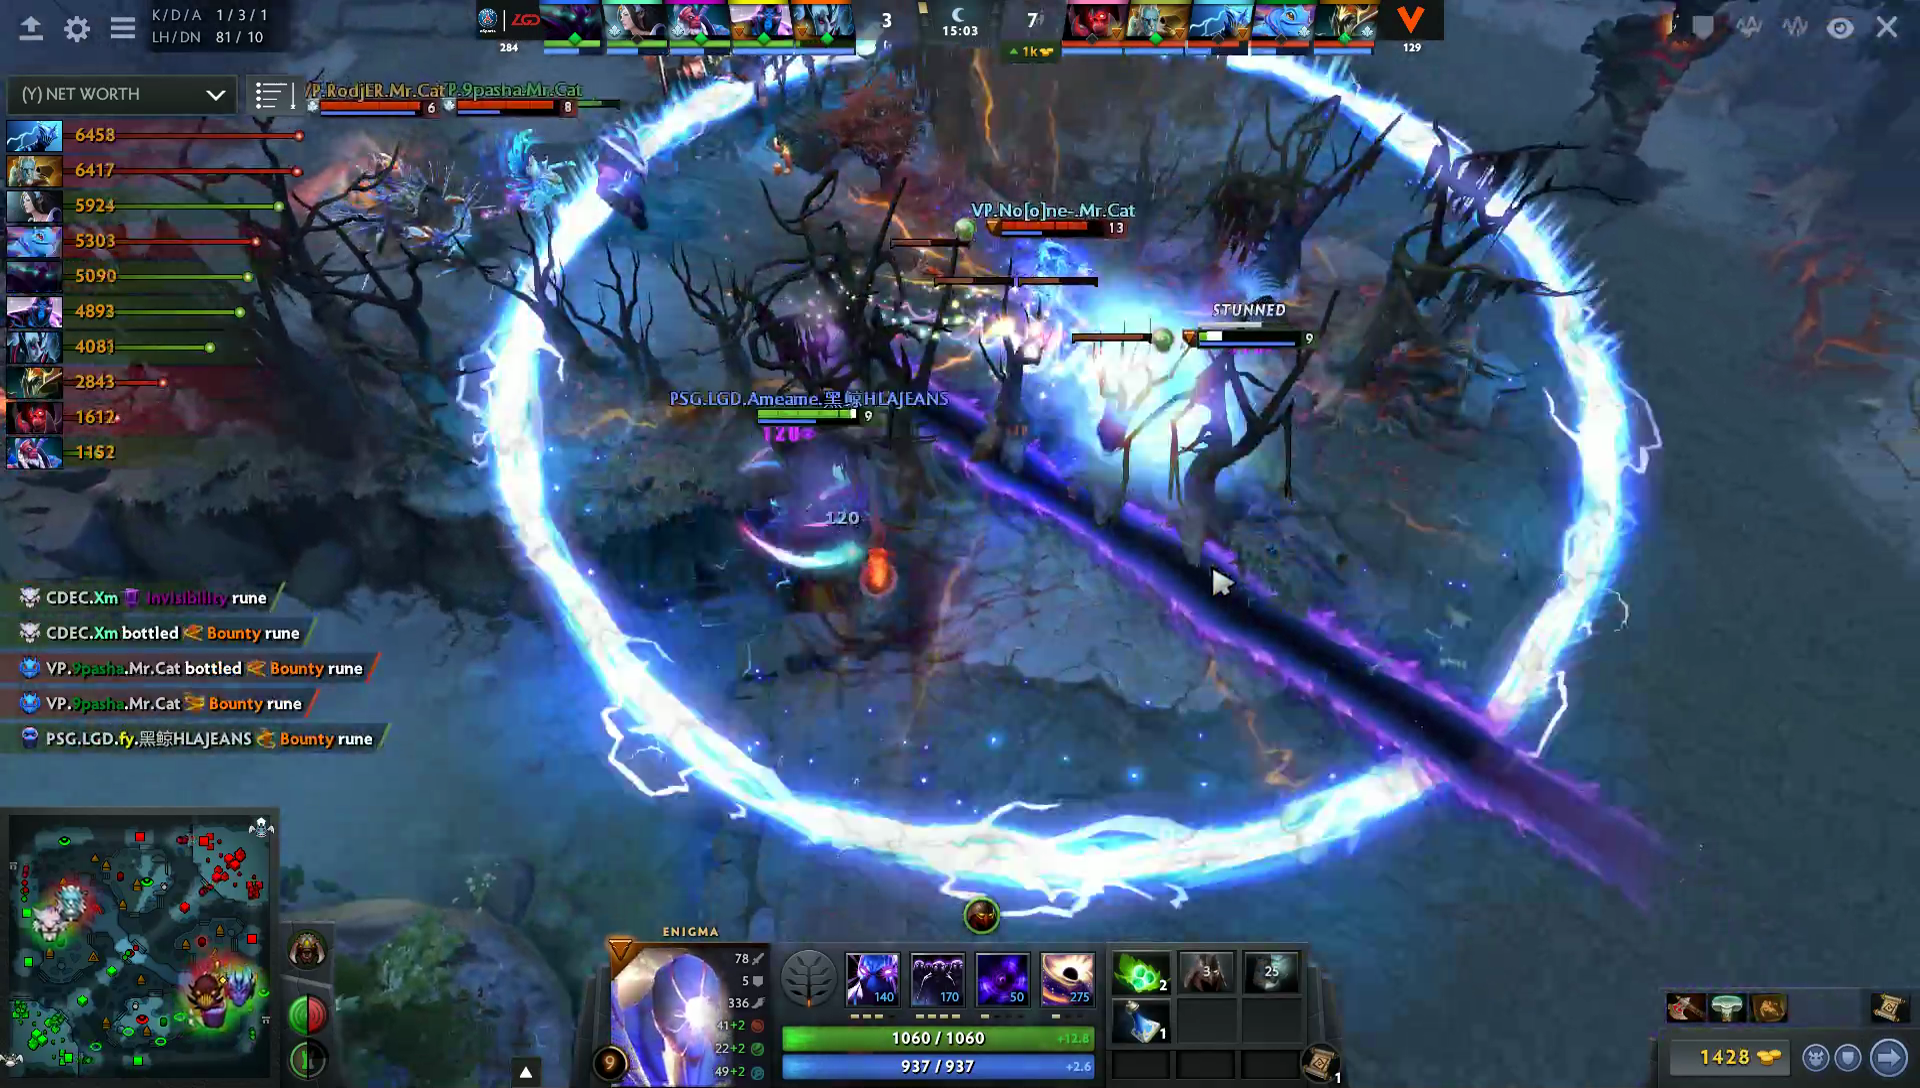 K/D/A 1/3/1
LH/DN 81/10
LGD
284
3
15:03
7
1k
129
(Y) NET WORTH
VP.RodjER.Mr.Cat
6
P.9pasha.Mr.Cat
8
6458
6417
5924
5303
5090
4893
4081
2843
1612
1152
VP.No[o]ne-.Mr.Cat
13
STUNNED
9
PSG.LGD.Ameame.黑鲸HLAJEANS
9
120
120
CDEC.Xm Invisibility rune
CDEC.Xm bottled Bounty rune
VP.9pasha.Mr.Cat bottled Bounty rune
VP.9pasha.Mr.Cat Bounty rune
PSG.LGD.fy.黑鲸HLAJEANS Bounty rune
ENIGMA
78
5
336
41+2
22+2
49+2
9
140
170
50
275
1060 / 1060
+12.8
937 / 937
+2.6
2
3
25
1
1
1428